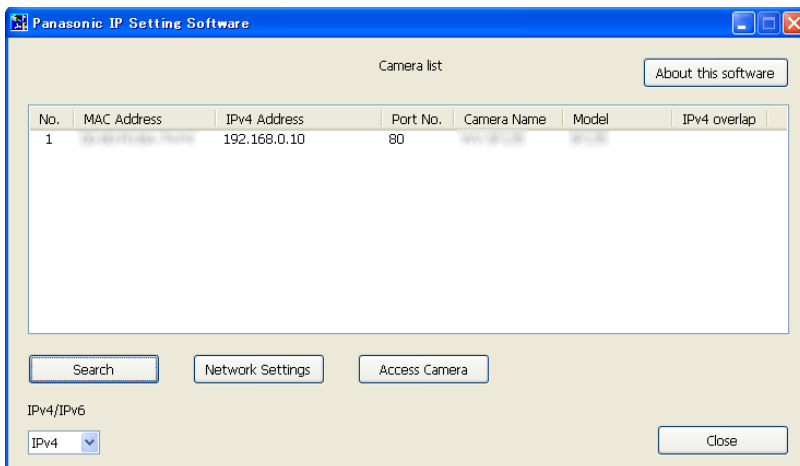 Panasonic IP Setting Software
Camera list
About this software
No. MAC Address IPv4 Address Port No. Camera Name Model IPv4 overlap
1 192.168.0.10 80
Search Network Settings Access Camera
IPv4/IPv6
IPv4 Close